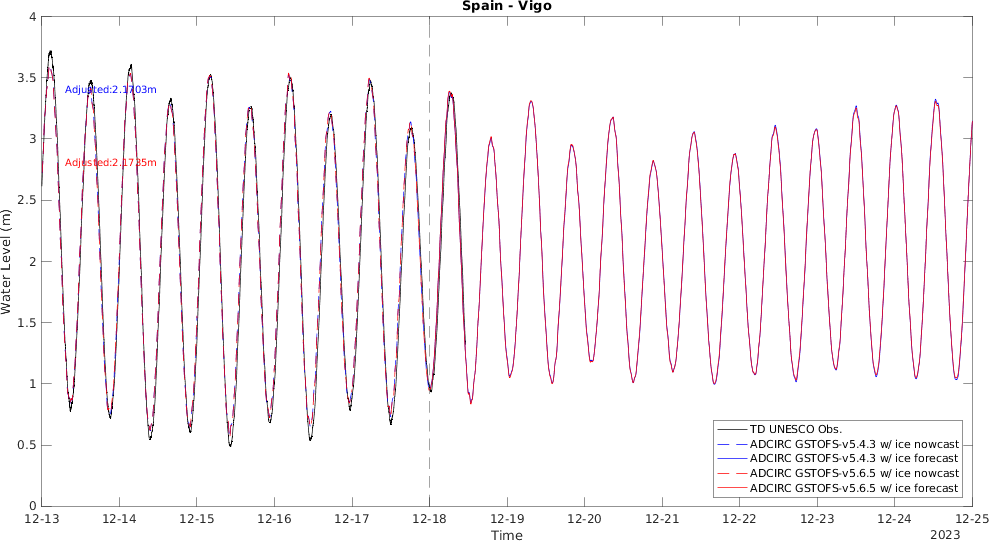 Spain - Vigo
4
3.5
3
2.5
2
1.5
1
0.5
0
Water Level (m)
Adjusted:2.1703m
Adjusted:2.1735m
TD UNESCO Obs.
ADCIRC GSTOFS-v5.4.3 w/ ice nowcast
ADCIRC GSTOFS-v5.4.3 w/ ice forecast
ADCIRC GSTOFS-v5.6.5 w/ ice nowcast
ADCIRC GSTOFS-v5.6.5 w/ ice forecast
12-13 12-14 12-15 12-16 12-17 12-18 12-19 12-20 12-21 12-22 12-23 12-24 12-25
Time
2023